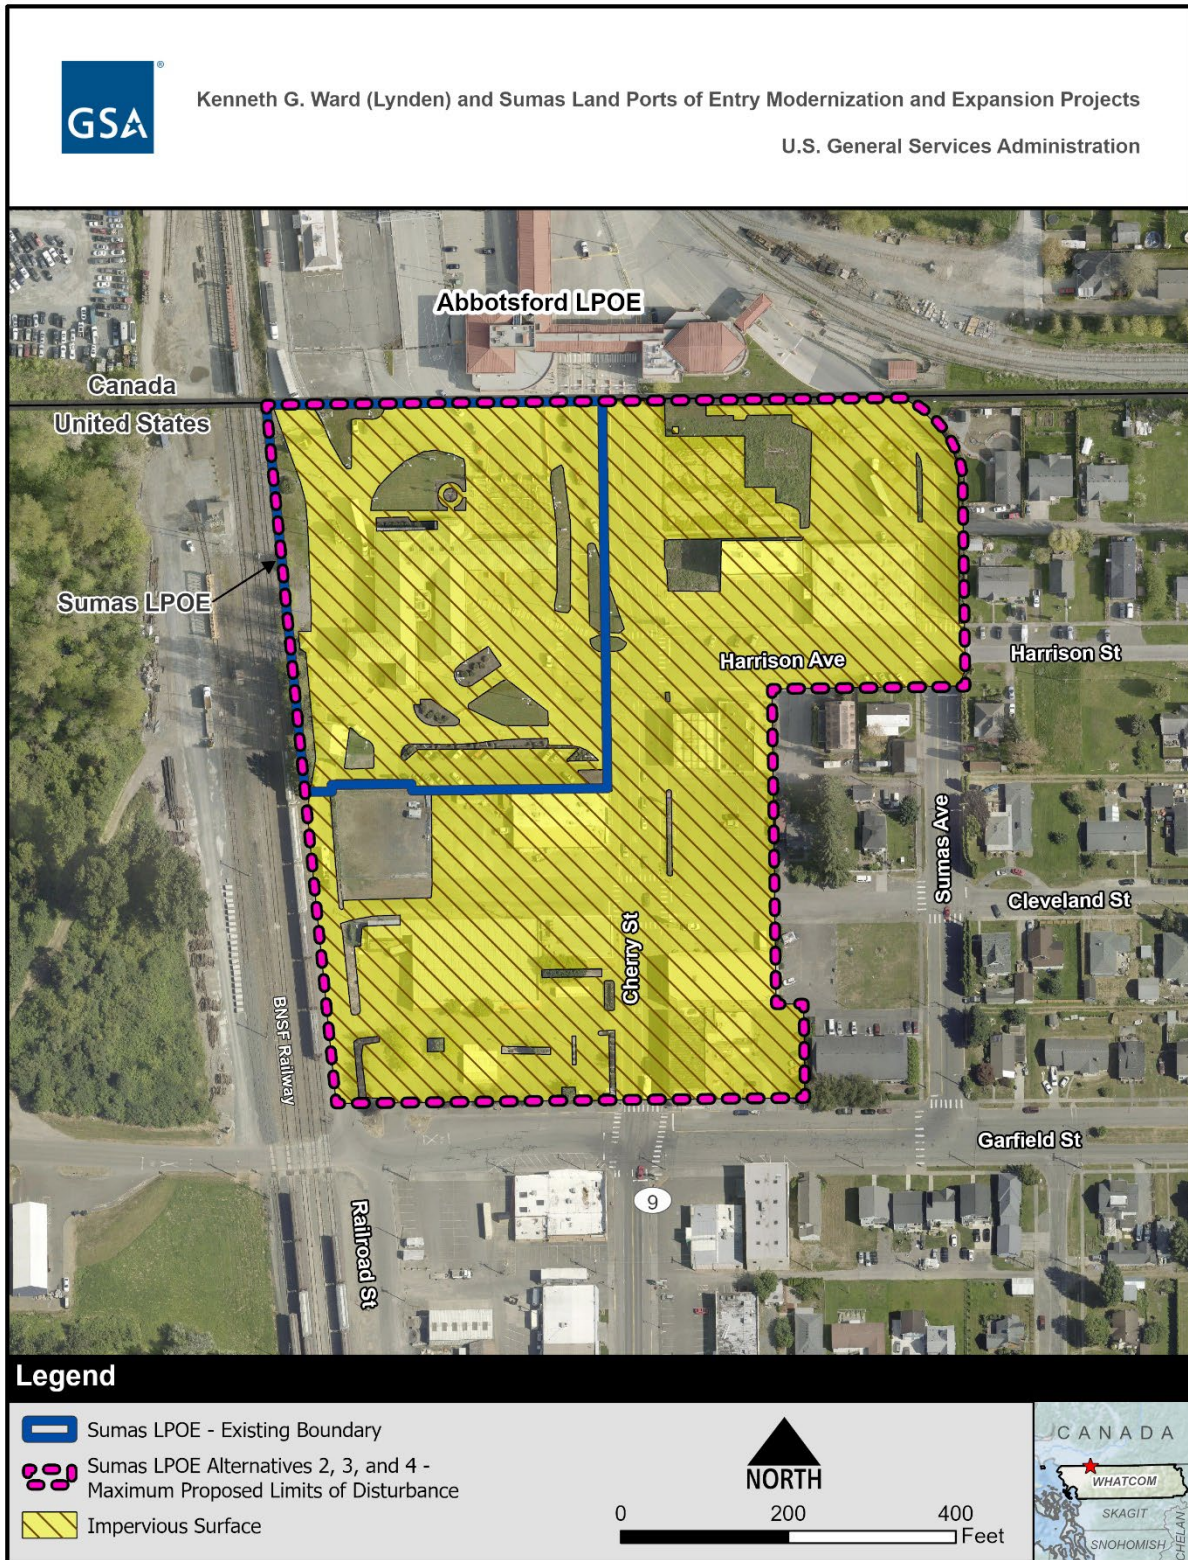 GSA
®
Kenneth G. Ward (Lynden) and Sumas Land Ports of Entry Modernization and Expansion Projects
U.S. General Services Administration
Abbotsford LPOE
Canada
United States
Sumas LPOE
Harrison Ave
Harrison St
Sumas Ave
Cleveland St
Cherry St
BNSF Railway
Garfield St
9
Railroad St
Legend
Sumas LPOE - Existing Boundary
Sumas LPOE Alternatives 2, 3, and 4 -
Maximum Proposed Limits of Disturbance
Impervious Surface
NORTH
0 200 400
Feet
CANADA
WHATCOM
SKAGIT
SNOHOMISH
CHELAN